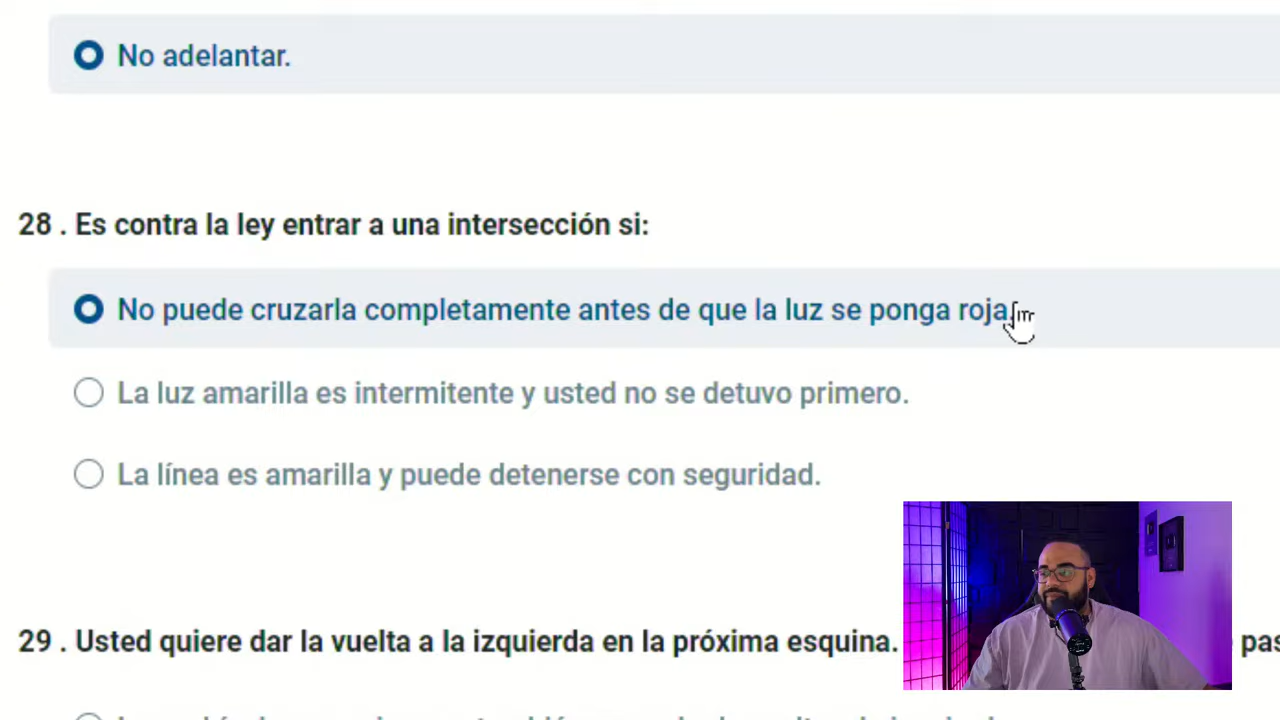 No adelantar.
28 . Es contra la ley entrar a una intersección si:
No puede cruzarla completamente antes de que la luz se ponga roja.
La luz amarilla es intermitente y usted no se detuvo primero.
La línea es amarilla y puede detenerse con seguridad.
29 . Usted quiere dar la vuelta a la izquierda en la próxima esquina.